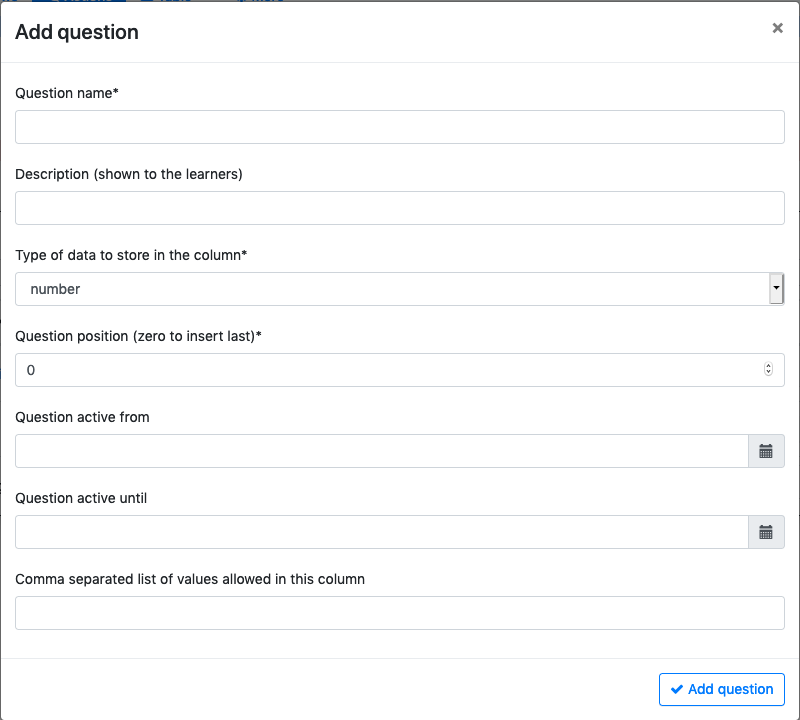 Add question
×
Question name*
Description (shown to the learners)
Type of data to store in the column*
number
Question position (zero to insert last)*
0
Question active from
Question active until
Comma separated list of values allowed in this column
Add question